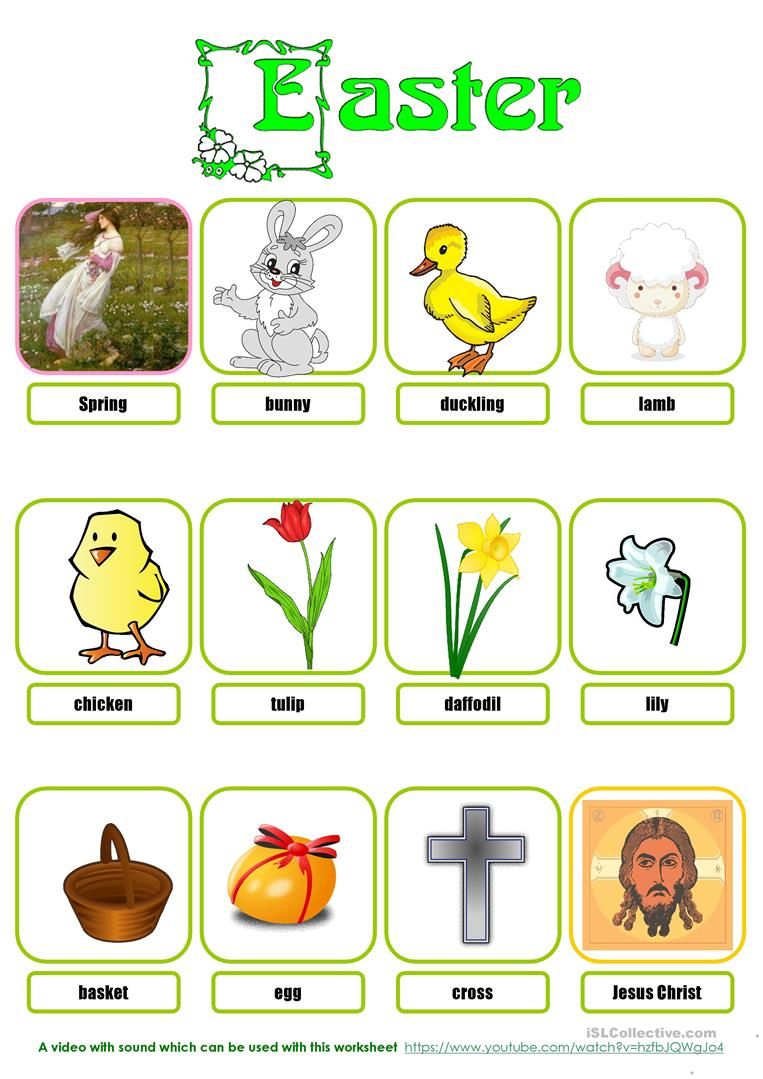 Easter
Spring
bunny
duckling
lamb
chicken
tulip
daffodil
lily
basket
egg
cross
Jesus Christ
iSLCollective.com
A video with sound which can be used with this worksheet https://www.youtube.com/watch?v=hzfbJQWgJo4